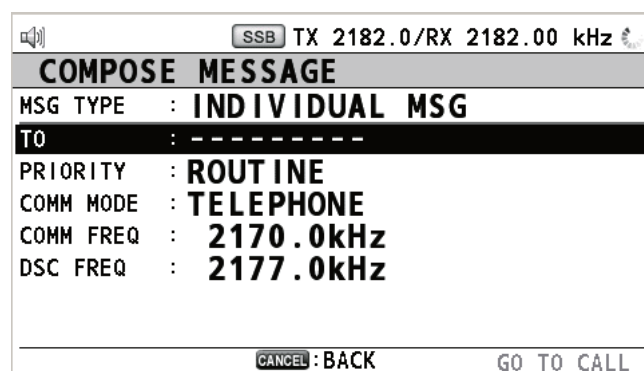 SSB TX 2182.0/RX 2182.00 kHz
COMPOSE MESSAGE
MSG TYPE : INDIVIDUAL MSG
TO : ---------
PRIORITY : ROUTINE
COMM MODE : TELEPHONE
COMM FREQ : 2170.0kHz
DSC FREQ : 2177.0kHz
CANCEL : BACK GO TO CALL